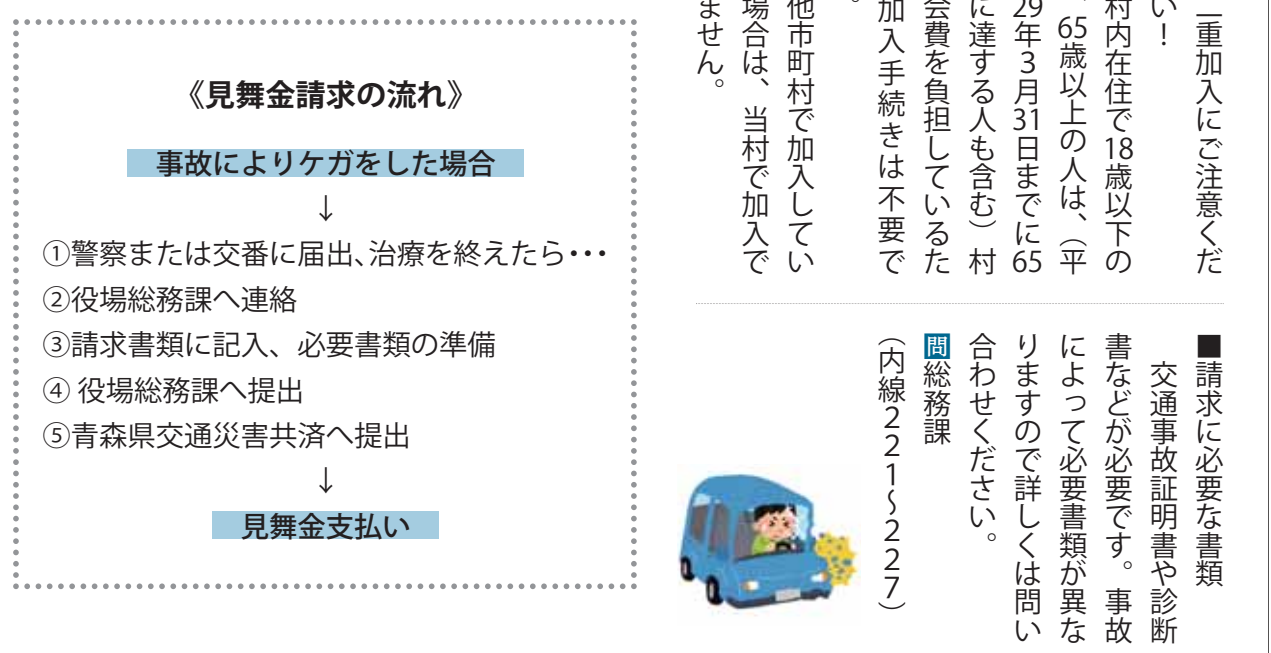 二重加入にご注意くだ
い！
村内在住で18歳以下の
、65歳以上の人は、（平
29年３月31日までに65
に達する人も含む）村
会費を負担しているた
加入手続きは不要で
。
他市町村で加入してい
場合は、当村で加入で
ません。
■請求に必要な書類
交通事故証明書や診断
書などが必要です。事故
によって必要書類が異な
りますので詳しくは問い
合わせください。
問総務課
（内線２２１〜２２７）
《見舞金請求の流れ》
事故によりケガをした場合
↓
①警察または交番に届出、治療を終えたら・・・
②役場総務課へ連絡
③請求書類に記入、必要書類の準備
④ 役場総務課へ提出
⑤青森県交通災害共済へ提出
↓
見舞金支払い